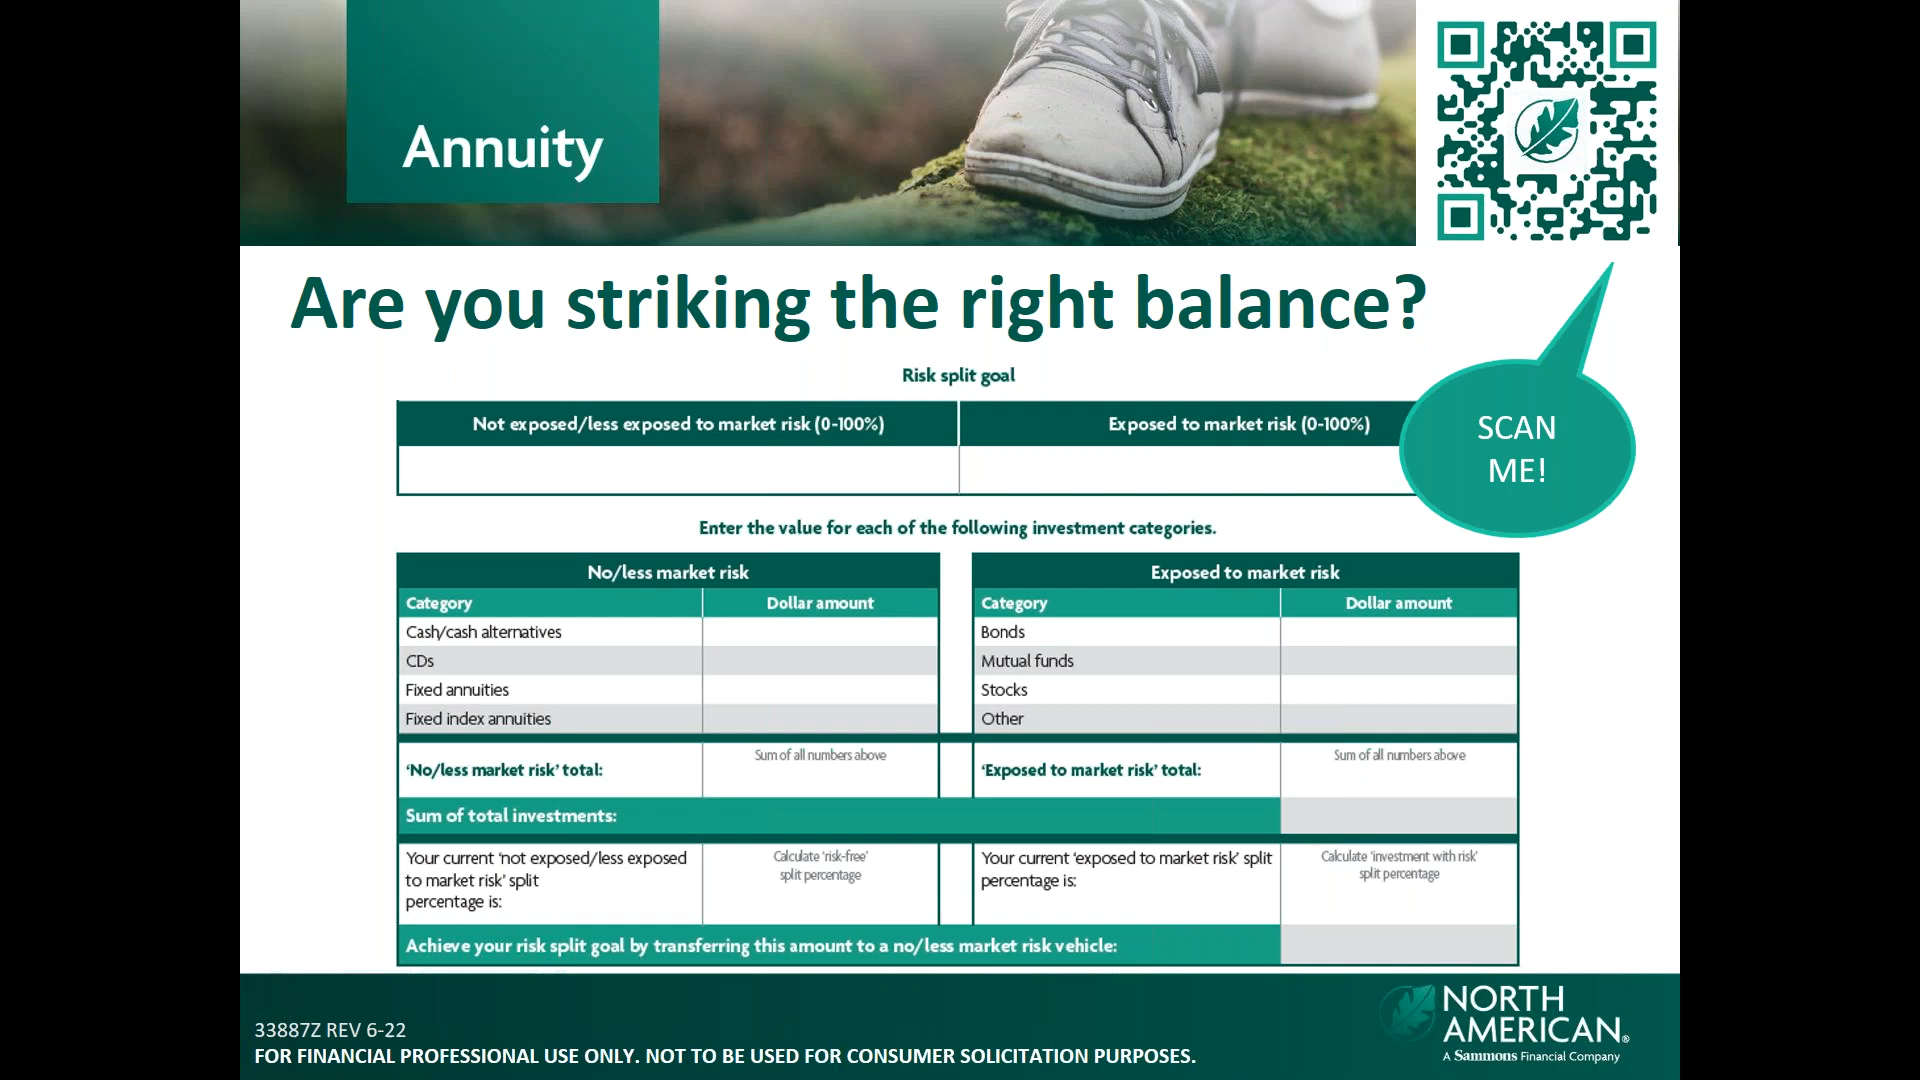 Annuity
Are you striking the right balance?
SCAN
ME!
Risk split goal
Not exposed/less exposed to market risk (0-100%)
Exposed to market risk (0-100%)
Enter the value for each of the following investment categories.
No/less market risk
Exposed to market risk
Category Dollar amount
Category Dollar amount
Cash/cash alternatives
Bonds
CDs
Mutual funds
Fixed annuities
Stocks
Fixed index annuities
Other
‘No/less market risk’ total:
Sum of all numbers above
‘Exposed to market risk’ total:
Sum of all numbers above
Sum of total investments:
Your current ‘not exposed/less exposed
to market risk’ split
percentage is:
Calculate ‘risk-free’
split percentage
Your current ‘exposed to market risk’ split
percentage is:
Calculate ‘investment with risk’
split percentage
Achieve your risk split goal by transferring this amount to a no/less market risk vehicle:
33887Z REV 6-22
FOR FINANCIAL PROFESSIONAL USE ONLY. NOT TO BE USED FOR CONSUMER SOLICITATION PURPOSES.
NORTH
AMERICAN®
A Sammons Financial Company